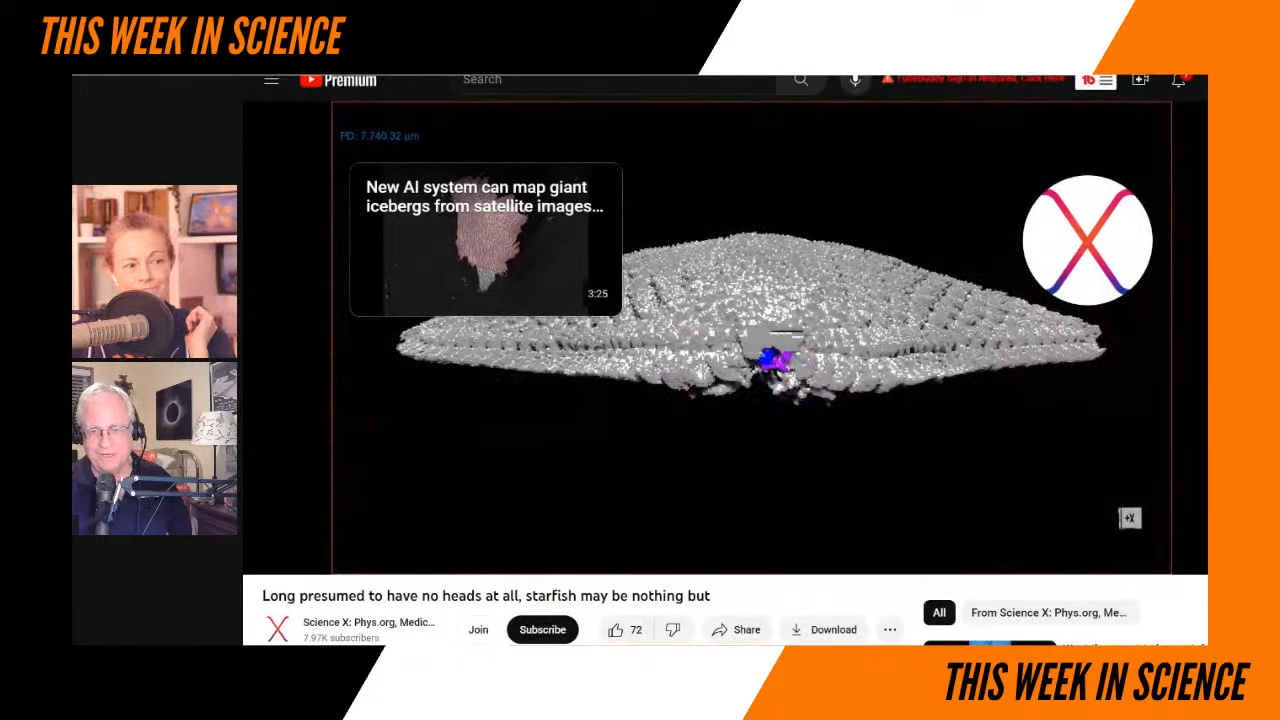 THIS WEEK IN SCIENCE
Premium
Search
16
PD: 7.740.32 µm
New AI system can map giant
icebergs from satellite images...
3:25
+X
Long presumed to have no heads at all, starfish may be nothing but
Science X: Phys.org, Medic...
7.97K subscribers
Join
Subscribe
72
Share
Download
All
From Science X: Phys.org, Me...
THIS WEEK IN SCIENCE